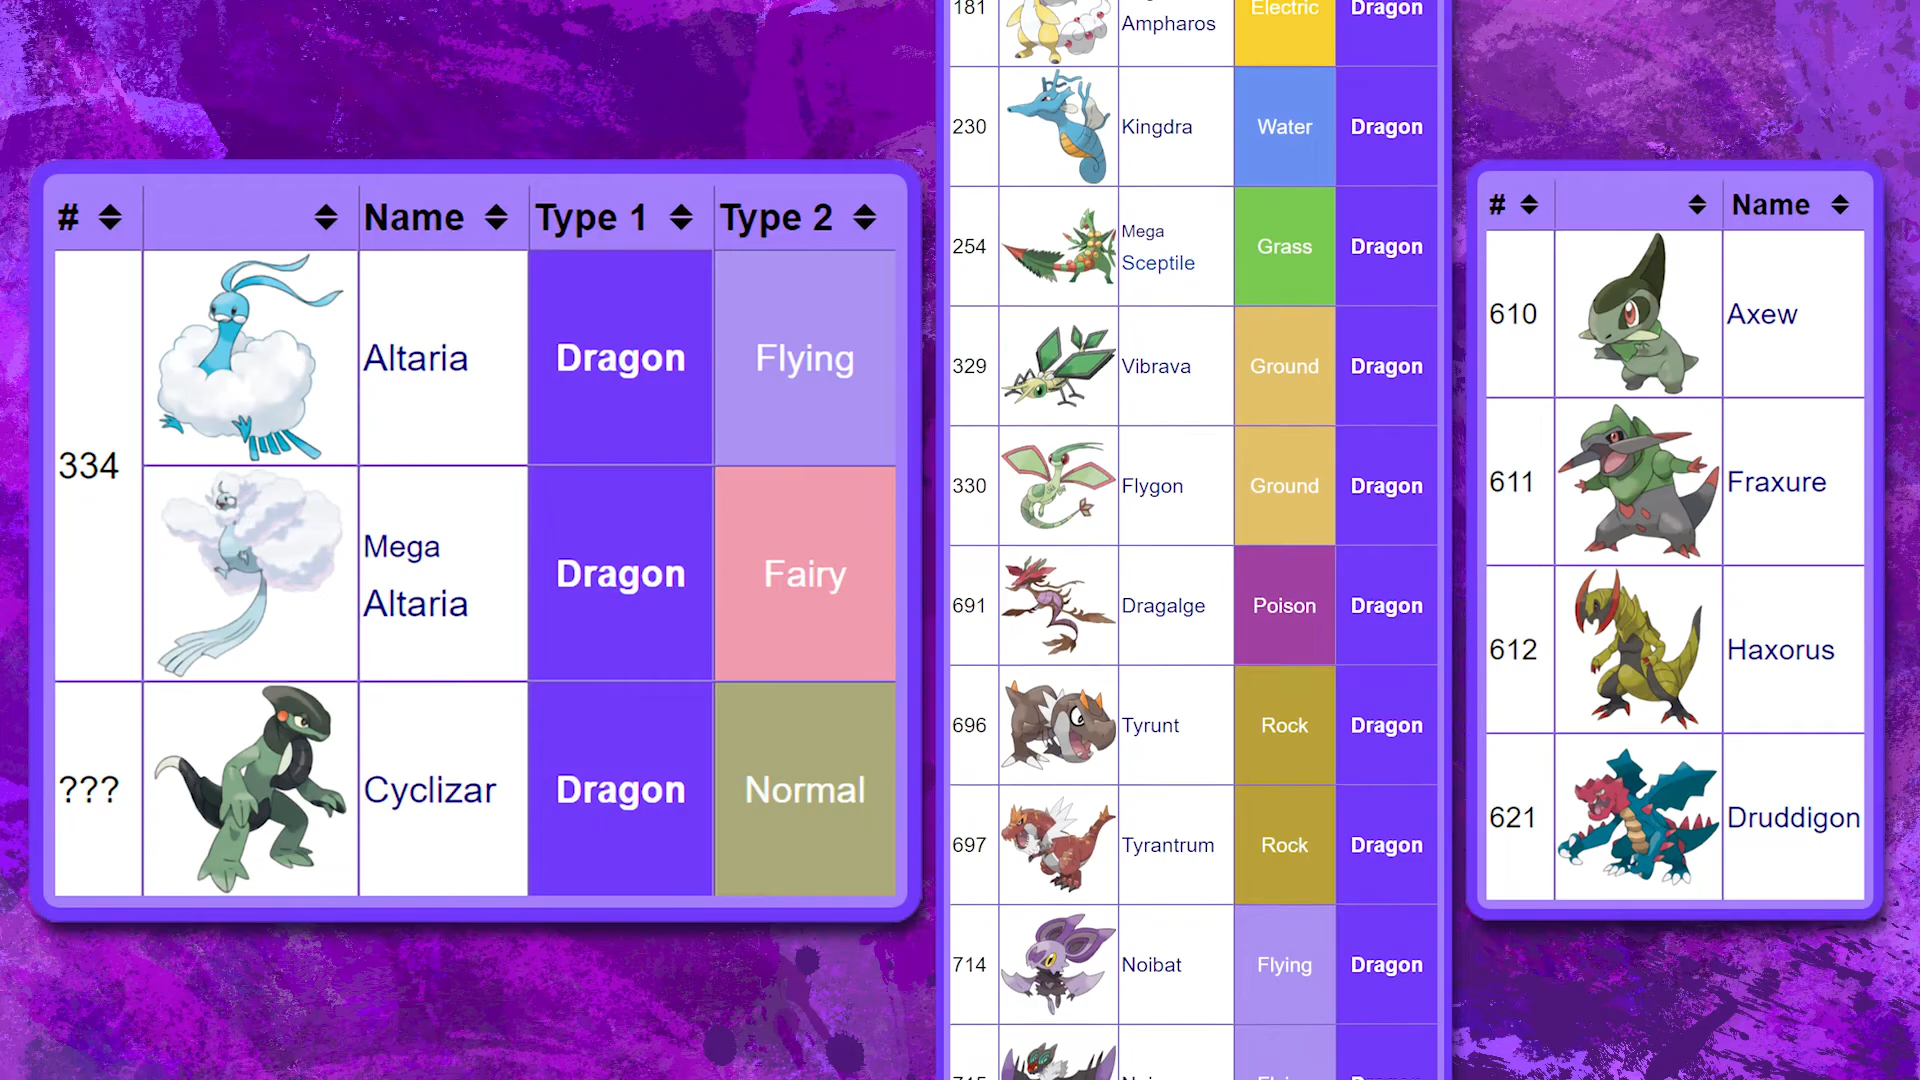 # Name Type 1 Type 2
334
Altaria Dragon Flying
Mega
Altaria Dragon Fairy
??? Cyclizar Dragon Normal
181 Ampharos Electric Dragon
230 Kingdra Water Dragon
254 Mega
Sceptile Grass Dragon
329 Vibrava Ground Dragon
330 Flygon Ground Dragon
691 Dragalge Poison Dragon
696 Tyrunt Rock Dragon
697 Tyrantrum Rock Dragon
714 Noibat Flying Dragon
# Name
610 Axew
611 Fraxure
612 Haxorus
621 Druddigon